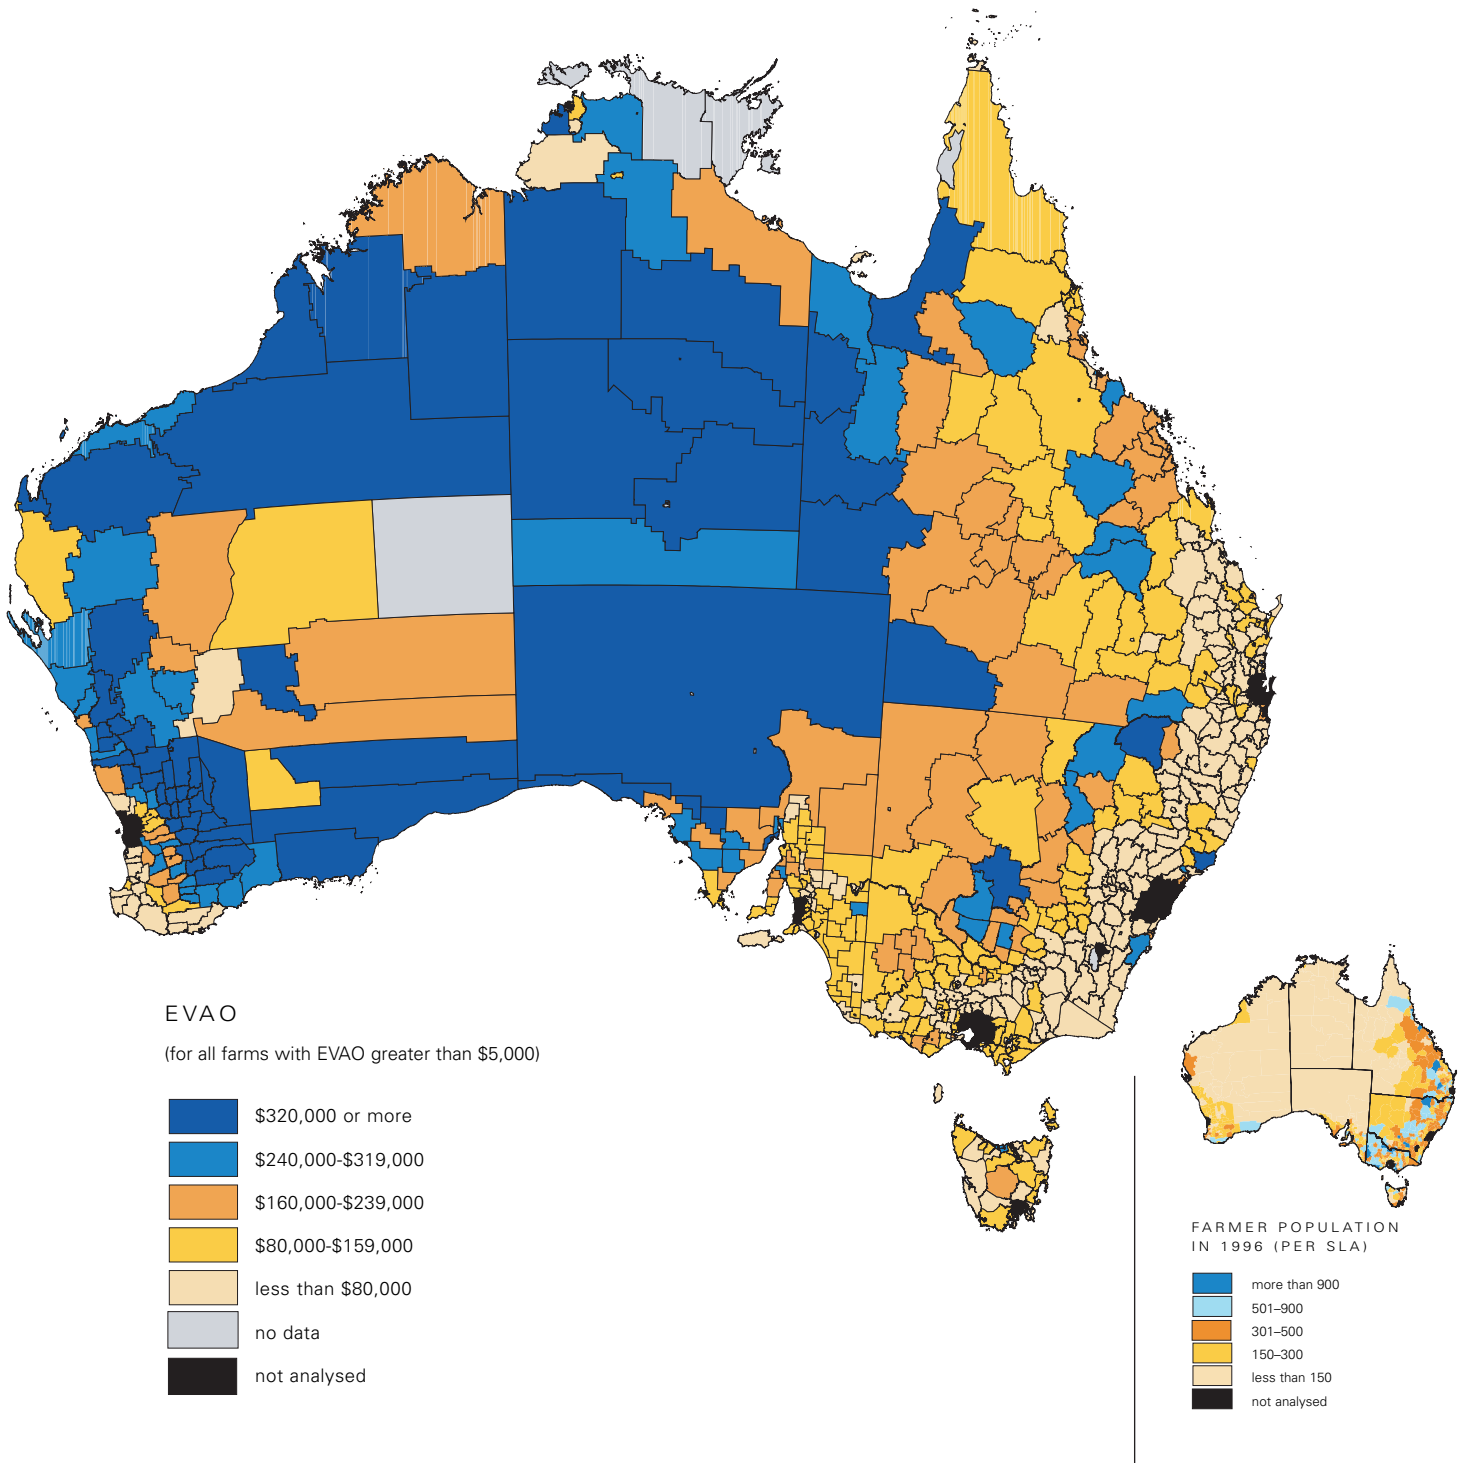 EVAO
(for all farms with EVAO greater than $5,000)
$320,000 or more
$240,000-$319,000
$160,000-$239,000
$80,000-$159,000
less than $80,000
no data
not analysed
FARMER POPULATION
IN 1996 (PER SLA)
more than 900
501–900
301–500
150–300
less than 150
not analysed